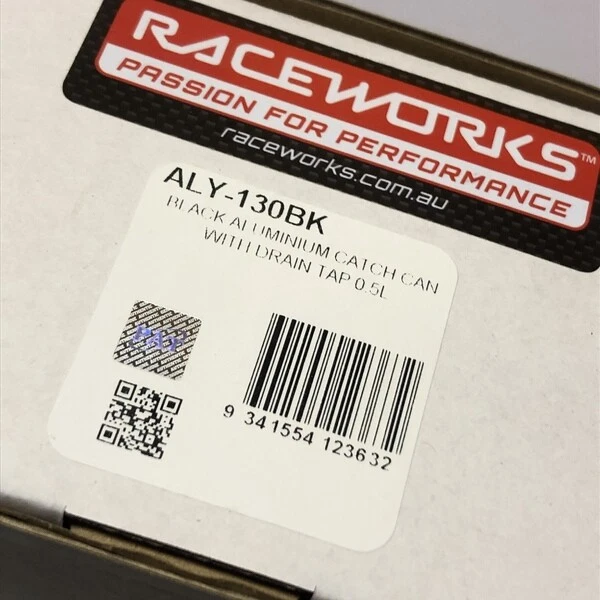 RACEWORKS™
PASSION FOR PERFORMANCE
raceworks.com.au
ALY-130BK
BLACK ALUMINIUM CATCH CAN
WITH DRAIN TAP 0.5L
9 341554 123632